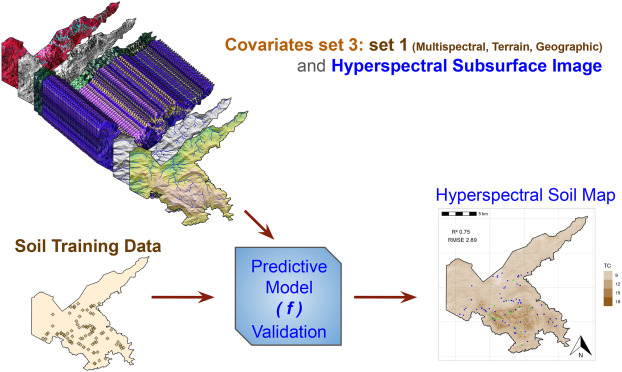 Covariates set 3: set 1 (Multispectral, Terrain, Geographic)
and Hyperspectral Subsurface Image
Hyperspectral Soil Map
5 km
R² 0.75
RMSE 2.89
Soil Training Data
Predictive
Model
( f )
Validation
TC
9
12
15
18
N